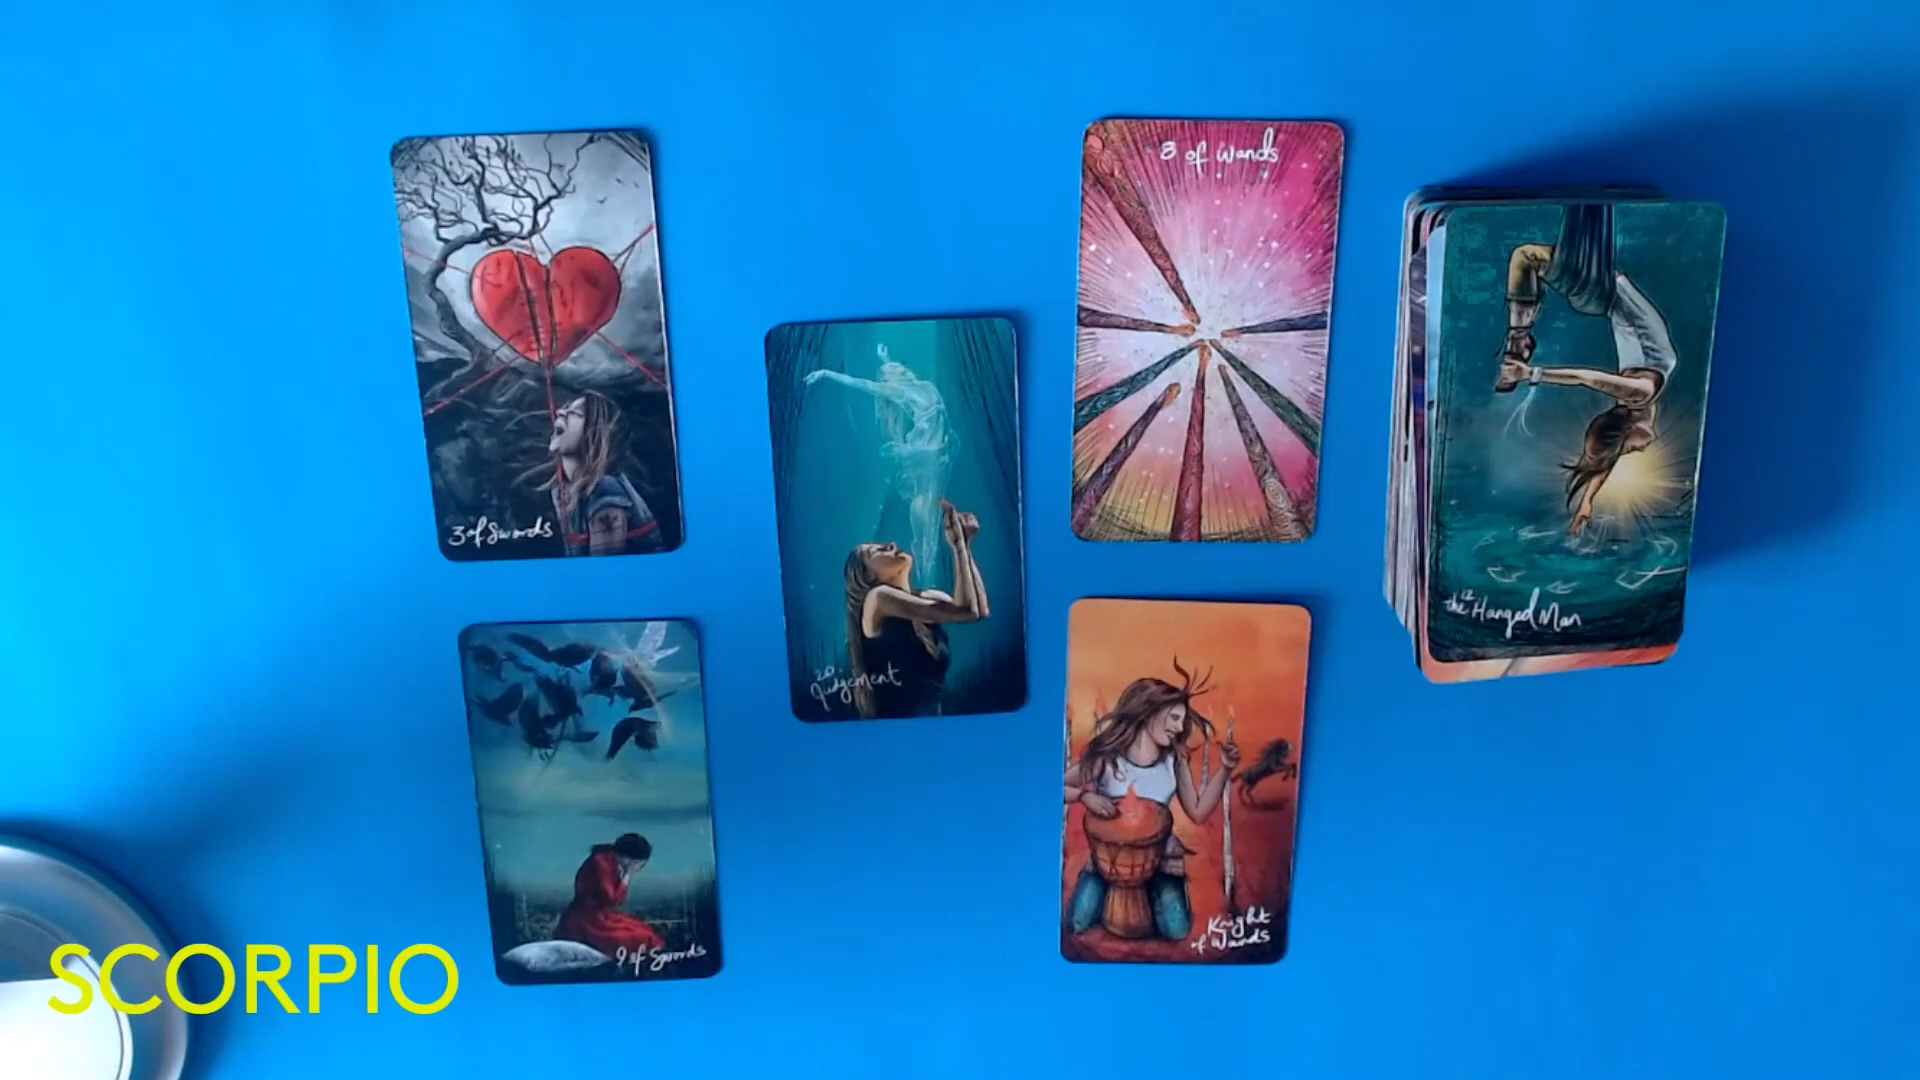 3 of Swords
8 of Wands
20
Judgement
12
the Hanged Man
9 of Swords
Knight
of Wands
SCORPIO